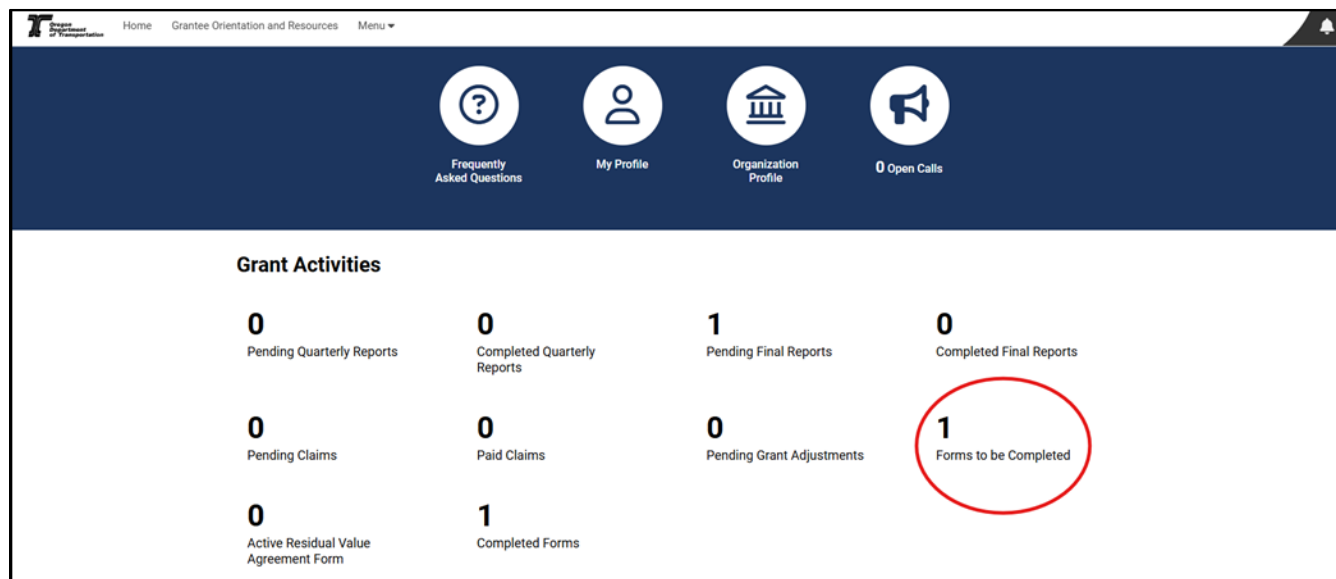 Oregon
Department
of Transportation
Home Grantee Orientation and Resources Menu
Frequently
Asked Questions
My Profile
Organization
Profile
0 Open Calls
Grant Activities
0
Pending Quarterly Reports
0
Completed Quarterly
Reports
1
Pending Final Reports
0
Completed Final Reports
0
Pending Claims
0
Paid Claims
0
Pending Grant Adjustments
1
Forms to be Completed
0
Active Residual Value
Agreement Form
1
Completed Forms